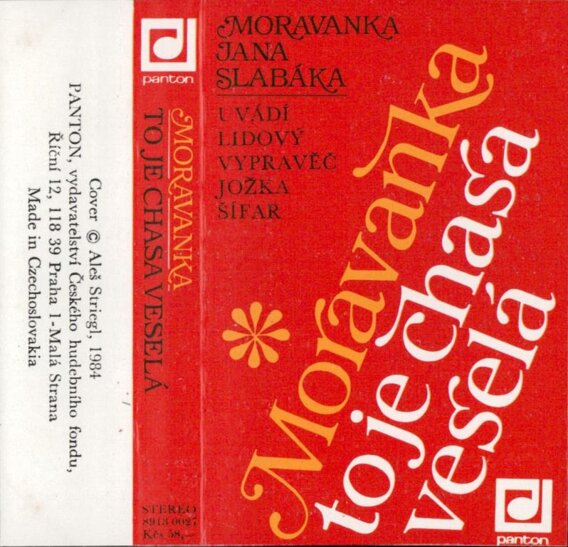 Cover © Aleš Striegl, 1984
PANTON, vydavatelství Českého hudebního fondu,
Říční 12, 118 39 Praha 1-Malá Strana
Made in Czechoslovakia
panton
MORAVANKA
TO JE CHASA VESELÁ
STEREO
8913 0027
Kčs 58,—
MORAVANKA
JANA
SLABÁKA
UVÁDÍ
LIDOVÝ
VYPRAVĚČ
JOŽKA
ŠÍFAR
Moravanka
to je chasa
veselá
panton